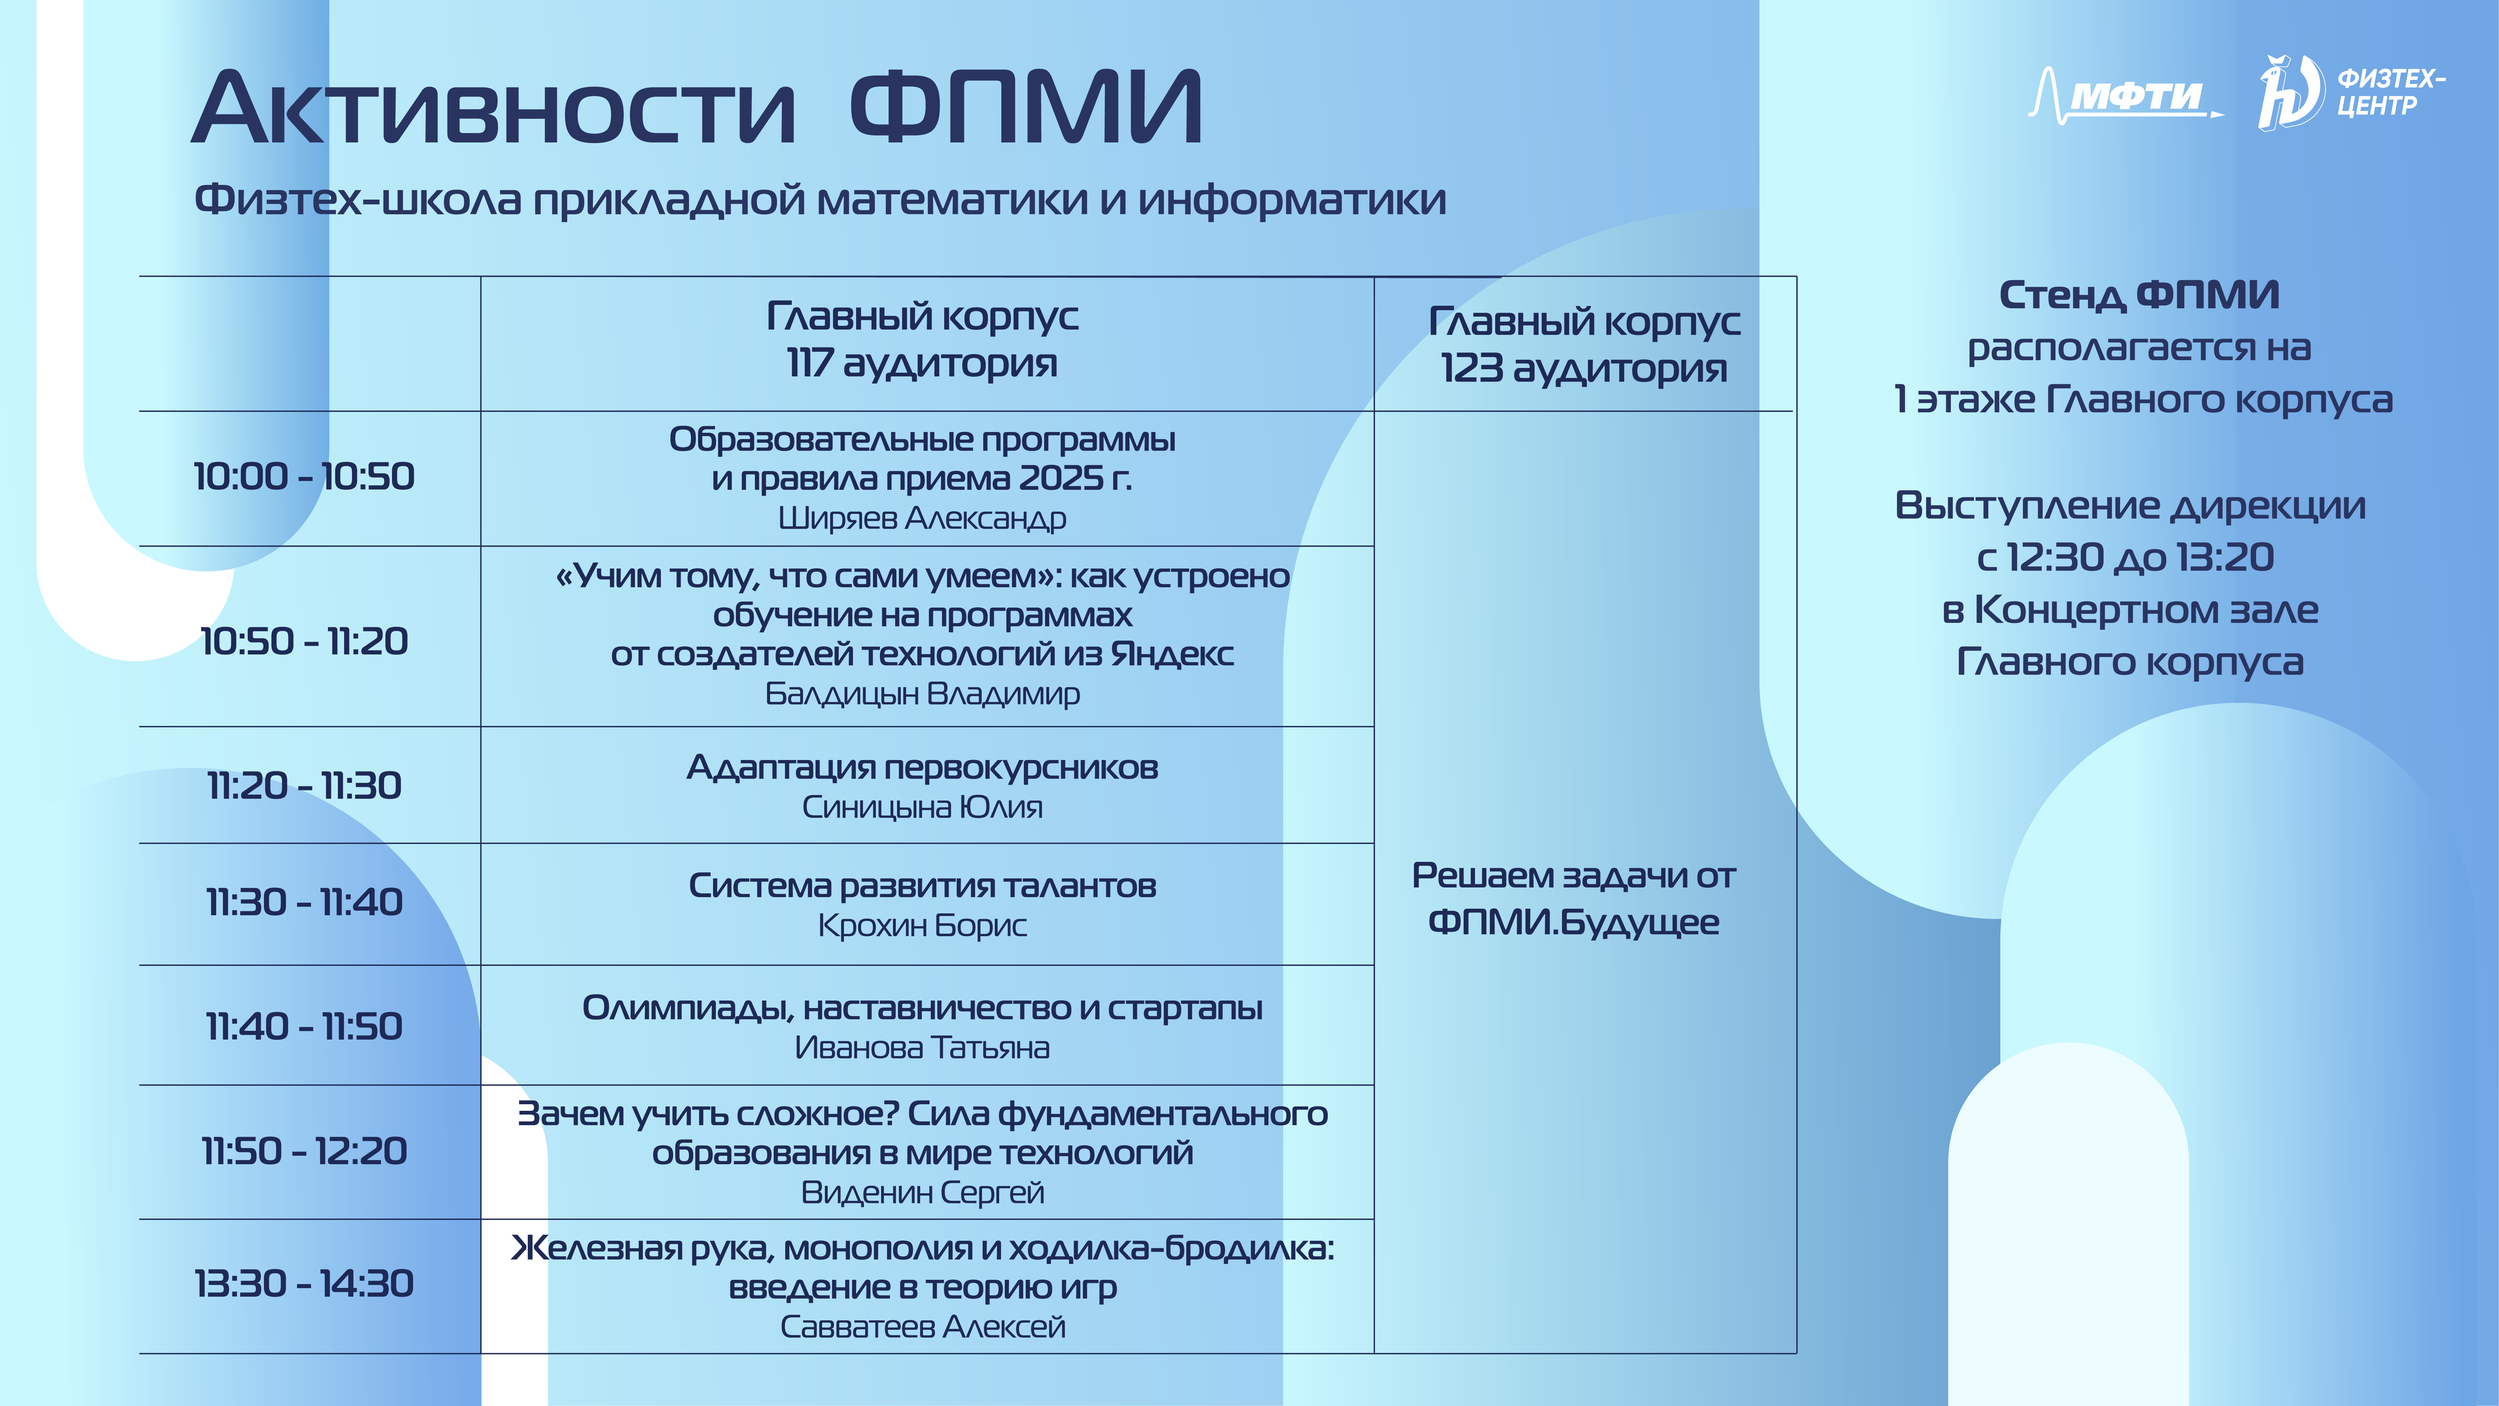 Активности ФПМИ
Физтех-школа прикладной математики и информатики
МФТИ
ФИЗТЕХ-
ЦЕНТР
Главный корпус
117 аудитория
Главный корпус
123 аудитория
10:00 - 10:50
Образовательные программы
и правила приема 2025 г.
Ширяев Александр
10:50 - 11:20
«Учим тому, что сами умеем»: как устроено
обучение на программах
от создателей технологий из Яндекс
Балдицын Владимир
11:20 - 11:30
Адаптация первокурсников
Синицына Юлия
11:30 - 11:40
Система развития талантов
Крохин Борис
11:40 - 11:50
Олимпиады, наставничество и стартапы
Иванова Татьяна
11:50 - 12:20
Зачем учить сложное? Сила фундаментального
образования в мире технологий
Виденин Сергей
13:30 - 14:30
Железная рука, монополия и ходилка-бродилка:
введение в теорию игр
Савватеев Алексей
Решаем задачи от
ФПМИ.Будущее
Стенд ФПМИ
располагается на
1 этаже Главного корпуса
Выступление дирекции
с 12:30 до 13:20
в Концертном зале
Главного корпуса